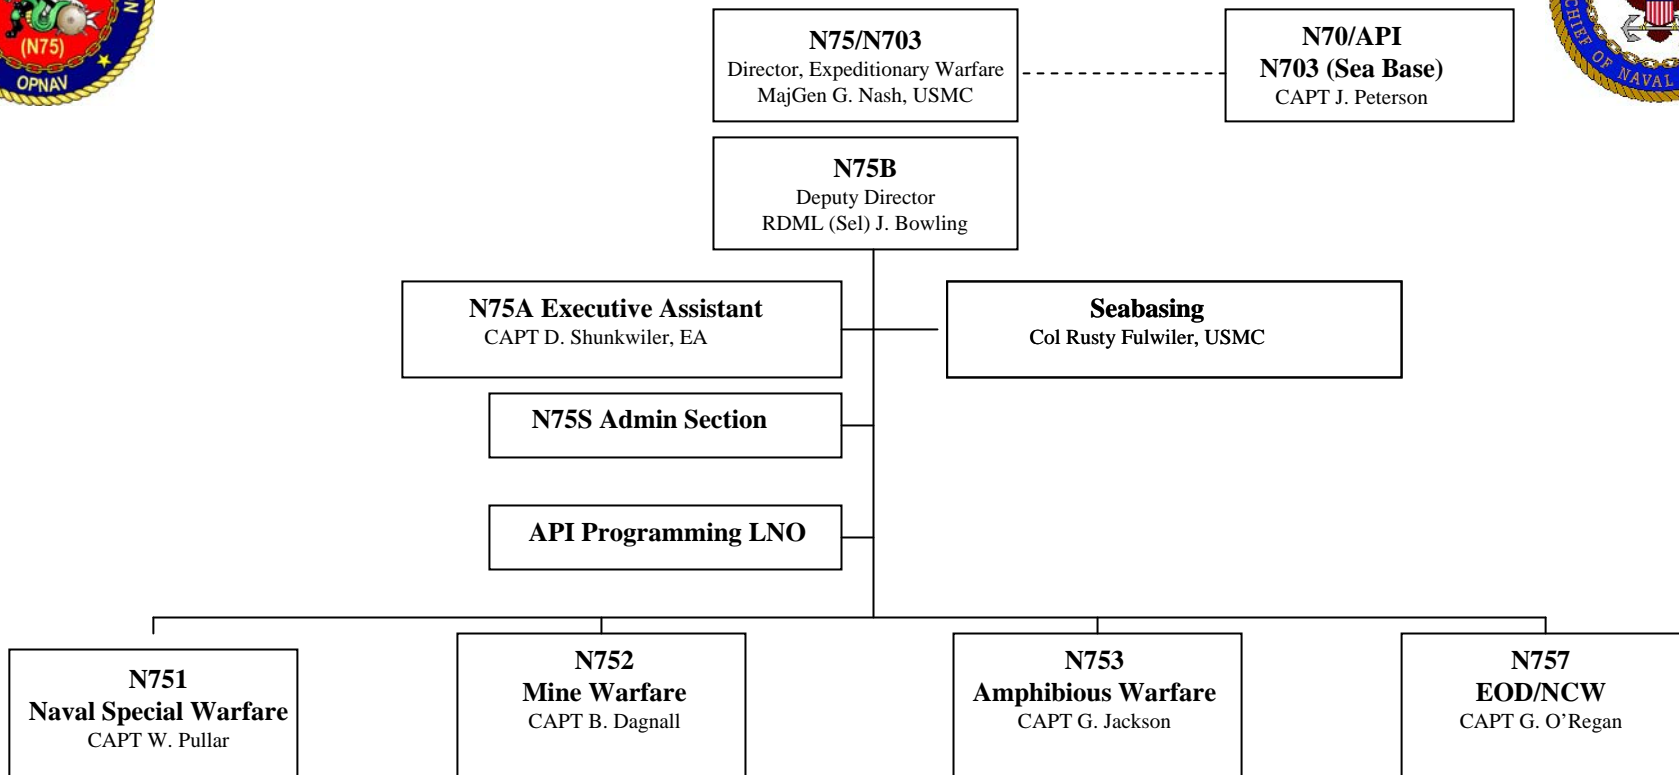 (N75)
OPNAV
N
CHIEF OF NAVAL
N75/N703
Director, Expeditionary Warfare
MajGen G. Nash, USMC
N70/API
N703 (Sea Base)
CAPT J. Peterson
N75B
Deputy Director
RDML (Sel) J. Bowling
N75A Executive Assistant
CAPT D. Shunkwiler, EA
Seabasing
Col Rusty Fulwiler, USMC
N75S Admin Section
API Programming LNO
N751
Naval Special Warfare
CAPT W. Pullar
N752
Mine Warfare
CAPT B. Dagnall
N753
Amphibious Warfare
CAPT G. Jackson
N757
EOD/NCW
CAPT G. O’Regan